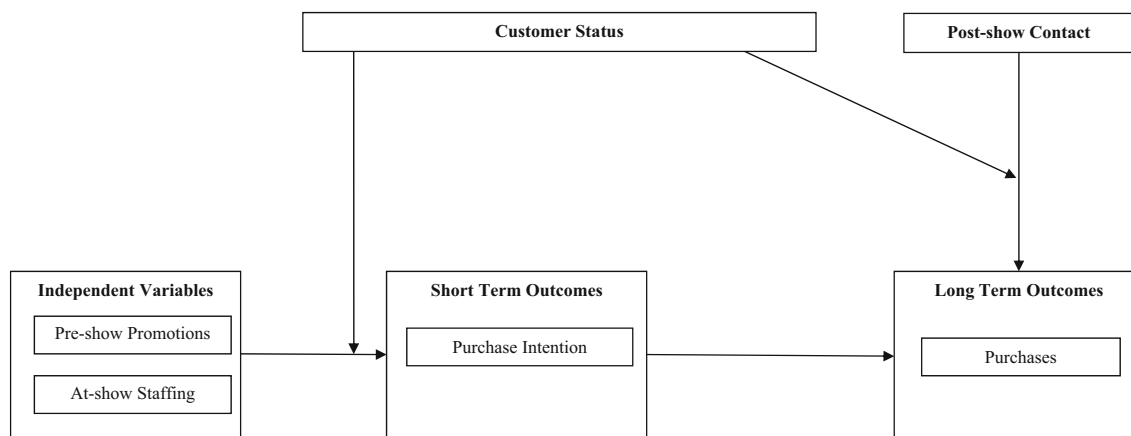 Customer Status
Post-show Contact
Independent Variables
Pre-show Promotions
At-show Staffing
Short Term Outcomes
Purchase Intention
Long Term Outcomes
Purchases